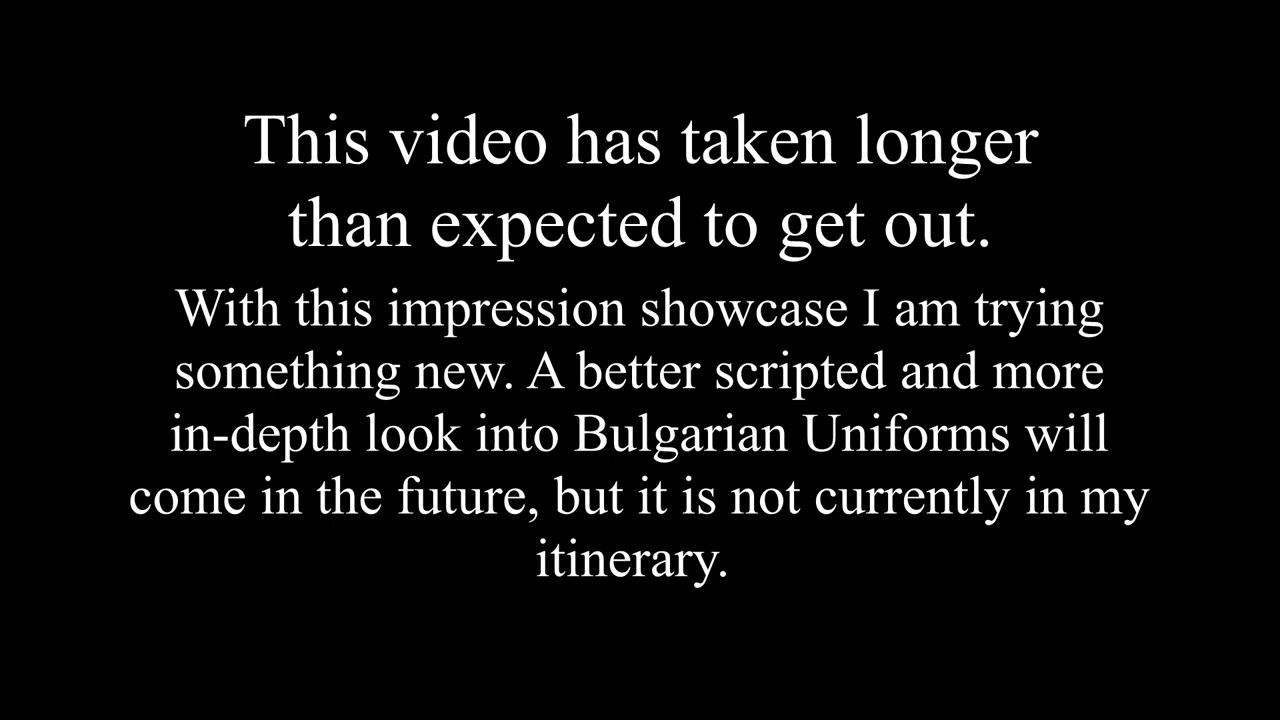 This video has taken longer
than expected to get out.
With this impression showcase I am trying
something new. A better scripted and more
in-depth look into Bulgarian Uniforms will
come in the future, but it is not currently in my
itinerary.